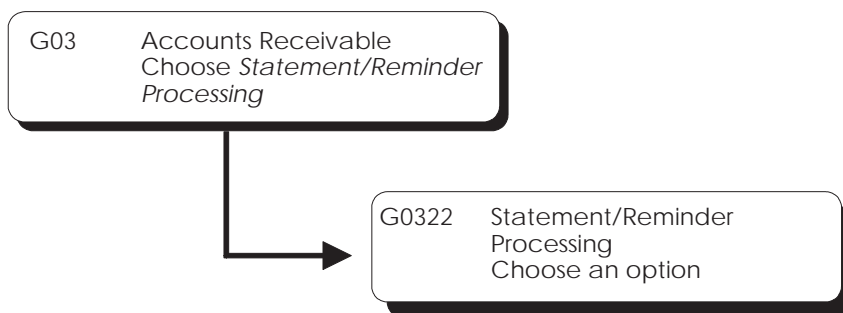 G03 Accounts Receivable
Choose Statement/Reminder
Processing
G0322 Statement/Reminder
Processing
Choose an option